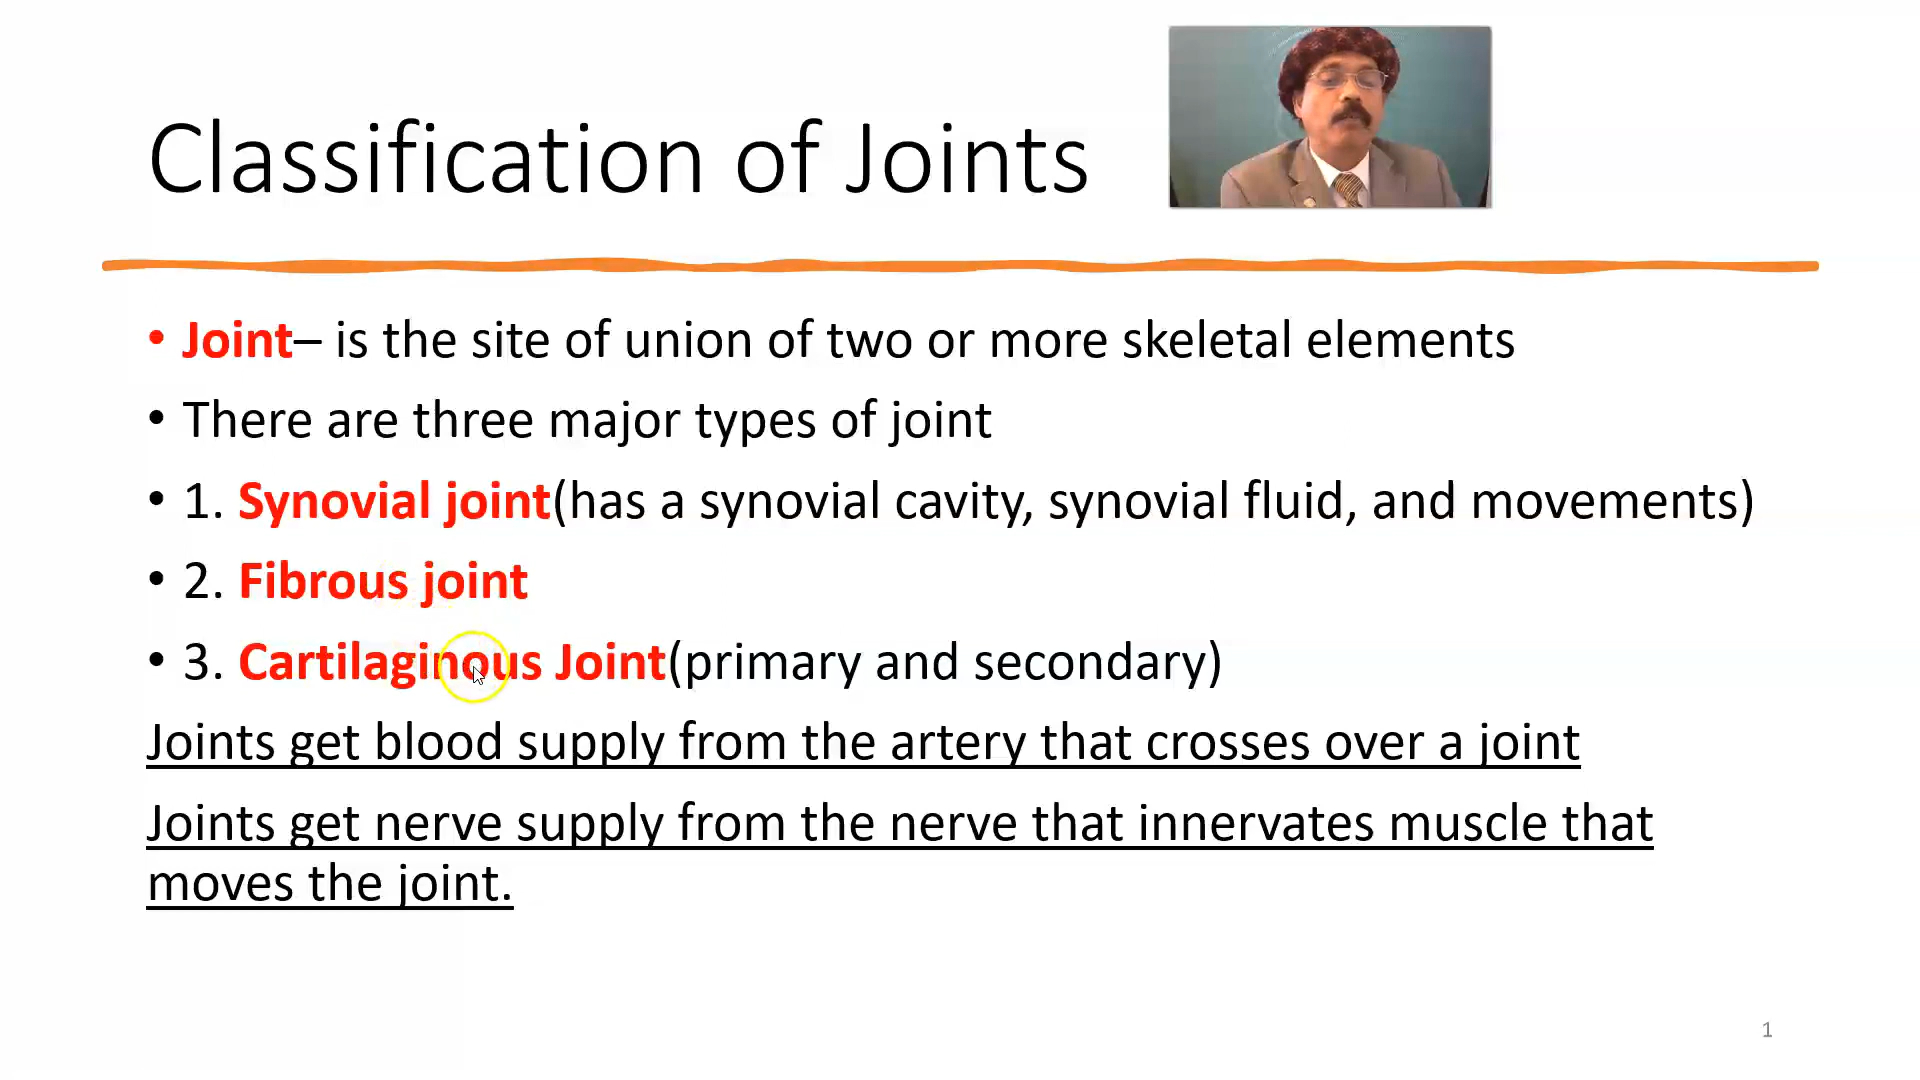 Classification of Joints
• Joint– is the site of union of two or more skeletal elements
• There are three major types of joint
• 1. Synovial joint(has a synovial cavity, synovial fluid, and movements)
• 2. Fibrous joint
• 3. Cartilaginous Joint(primary and secondary)
Joints get blood supply from the artery that crosses over a joint
Joints get nerve supply from the nerve that innervates muscle that
moves the joint.
1